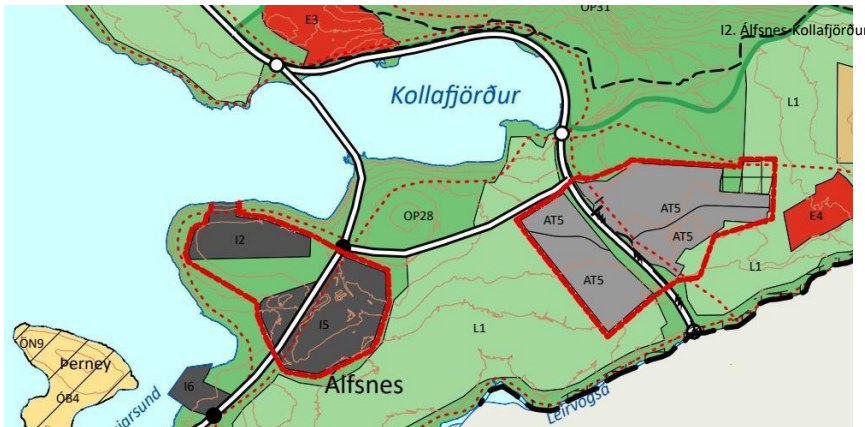 OP31
E3
I2. Álfsnes-Kollafjörður
Kollafjörður
L1
AT5
OP28
AT5
AT5
E4
I2
AT5
L1
I5
L1
ÖN9
Þerney
I6
Álfsnes
ÖB4
Leirvogsá